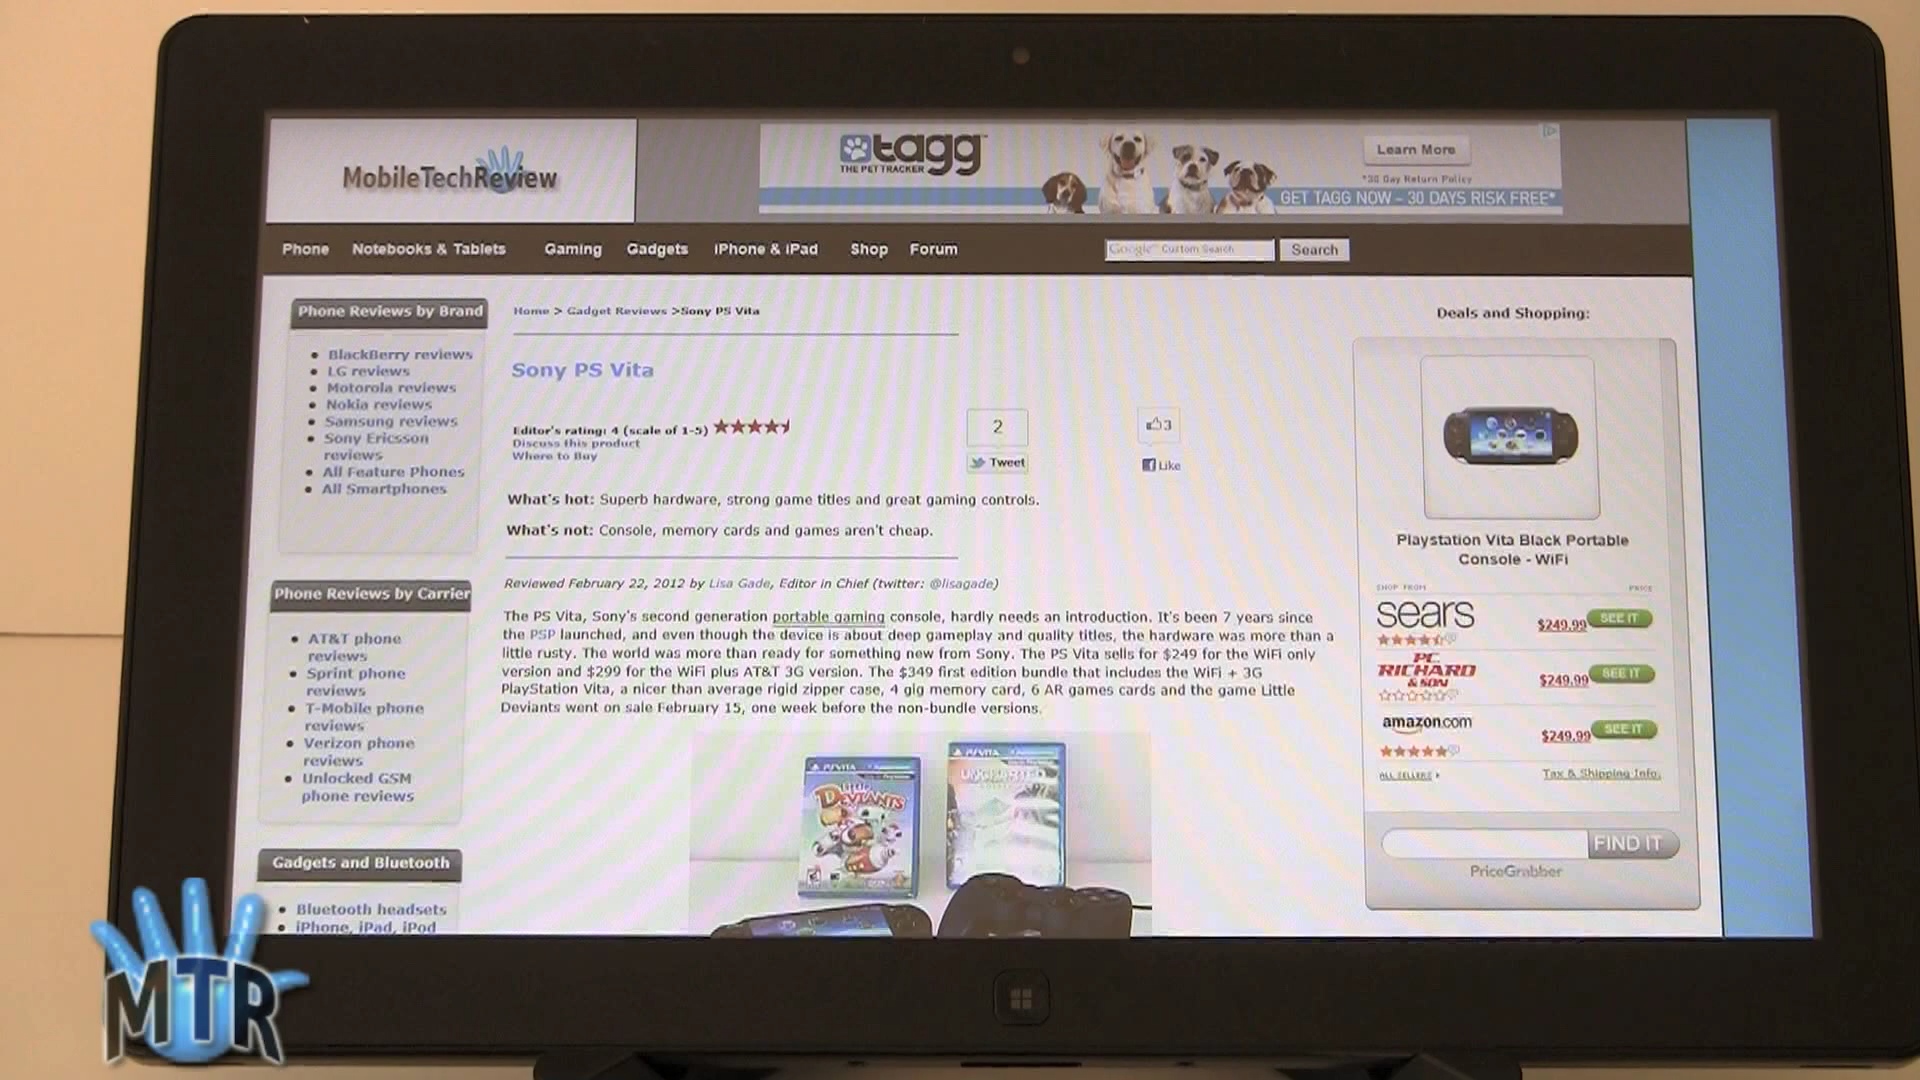 MobileTechReview
tagg
THE PET TRACKER
Learn More
*30 Day Return Policy
GET TAGG NOW – 30 DAYS RISK FREE*
Phone Notebooks & Tablets Gaming Gadgets iPhone & iPad Shop Forum
Google™ Custom Search Search
Phone Reviews by Brand
BlackBerry reviews
LG reviews
Motorola reviews
Nokia reviews
Samsung reviews
Sony Ericsson
reviews
All Feature Phones
All Smartphones
Phone Reviews by Carrier
AT&T phone
reviews
Sprint phone
reviews
T-Mobile phone
reviews
Verizon phone
reviews
Unlocked GSM
phone reviews
Gadgets and Bluetooth
Bluetooth headsets
iPhone, iPad, iPod
Home > Gadget Reviews >Sony PS Vita
Sony PS Vita
Editor's rating: 4 (scale of 1-5)
Discuss this product
Where to Buy
2
Tweet
3
Like
What's hot: Superb hardware, strong game titles and great gaming controls.
What's not: Console, memory cards and games aren't cheap.
Reviewed February 22, 2012 by Lisa Gade, Editor in Chief (twitter: @lisagade)
The PS Vita, Sony's second generation portable gaming console, hardly needs an introduction. It's been 7 years since
the PSP launched, and even though the device is about deep gameplay and quality titles, the hardware was more than a
little rusty. The world was more than ready for something new from Sony. The PS Vita sells for $249 for the WiFi only
version and $299 for the WiFi plus AT&T 3G version. The $349 first edition bundle that includes the WiFi + 3G
PlayStation Vita, a nicer than average rigid zipper case, 4 gig memory card, 6 AR games cards and the game Little
Deviants went on sale February 15, one week before the non-bundle versions.
PSVITA
Little
DEVIANTS
PSVITA
UNCHARTED
Deals and Shopping:
Playstation Vita Black Portable
Console - WiFi
SHOP FROM PRICE
sears $249.99 SEE IT
P.C.
RICHARD
& SON
$249.99 SEE IT
amazon.com $249.99 SEE IT
ALL SELLERS Tax & Shipping Info.
FIND IT
PriceGrabber
MTR